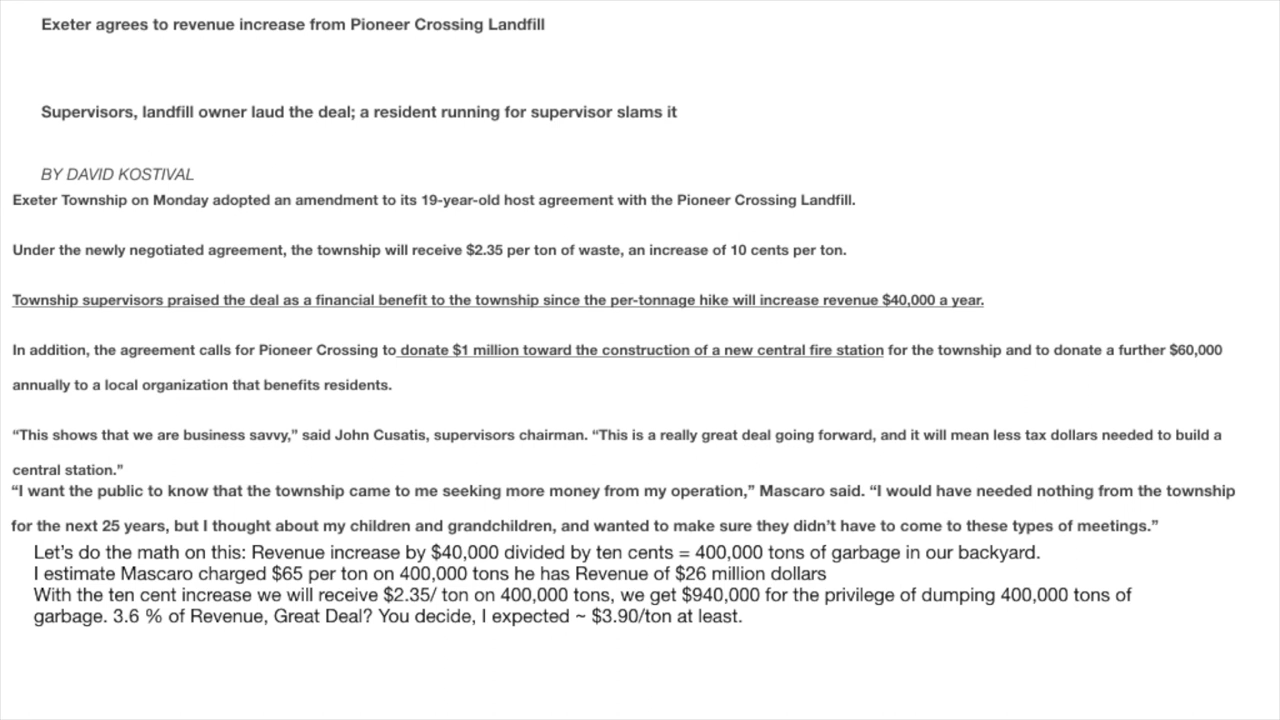 Exeter agrees to revenue increase from Pioneer Crossing Landfill
Supervisors, landfill owner laud the deal; a resident running for supervisor slams it
BY DAVID KOSTIVAL
Exeter Township on Monday adopted an amendment to its 19-year-old host agreement with the Pioneer Crossing Landfill.
Under the newly negotiated agreement, the township will receive $2.35 per ton of waste, an increase of 10 cents per ton.
Township supervisors praised the deal as a financial benefit to the township since the per-tonnage hike will increase revenue $40,000 a year.
In addition, the agreement calls for Pioneer Crossing to donate $1 million toward the construction of a new central fire station for the township and to donate a further $60,000
annually to a local organization that benefits residents.
“This shows that we are business savvy,” said John Cusatis, supervisors chairman. “This is a really great deal going forward, and it will mean less tax dollars needed to build a
central station.”
“I want the public to know that the township came to me seeking more money from my operation,” Mascaro said. “I would have needed nothing from the township
for the next 25 years, but I thought about my children and grandchildren, and wanted to make sure they didn’t have to come to these types of meetings.”
Let’s do the math on this: Revenue increase by $40,000 divided by ten cents = 400,000 tons of garbage in our backyard.
I estimate Mascaro charged $65 per ton on 400,000 tons he has Revenue of $26 million dollars
With the ten cent increase we will receive $2.35/ ton on 400,000 tons, we get $940,000 for the privilege of dumping 400,000 tons of
garbage. 3.6 % of Revenue, Great Deal? You decide, I expected ~ $3.90/ton at least.